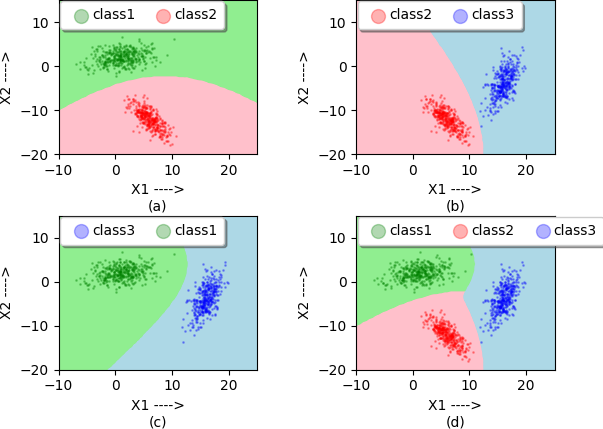 class1 class2
10
0
−10
−20
X2 ---->
−10 0 10 20
X1 ---->
(a)
class2 class3
10
0
−10
−20
X2 ---->
−10 0 10 20
X1 ---->
(b)
class3 class1
10
0
−10
−20
X2 ---->
−10 0 10 20
X1 ---->
(c)
class1 class2 class3
10
0
−10
−20
X2 ---->
−10 0 10 20
X1 ---->
(d)